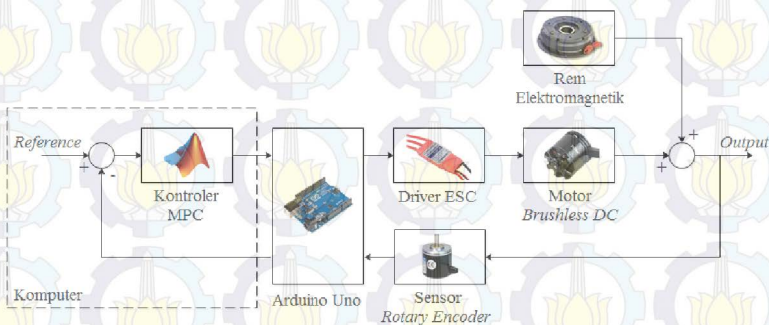 Rem
Elektromagnetik
Reference
Output
+
+
+
-
Kontroler
MPC
Driver ESC
Motor
Brushless DC
Komputer
Arduino Uno
Sensor
Rotary Encoder